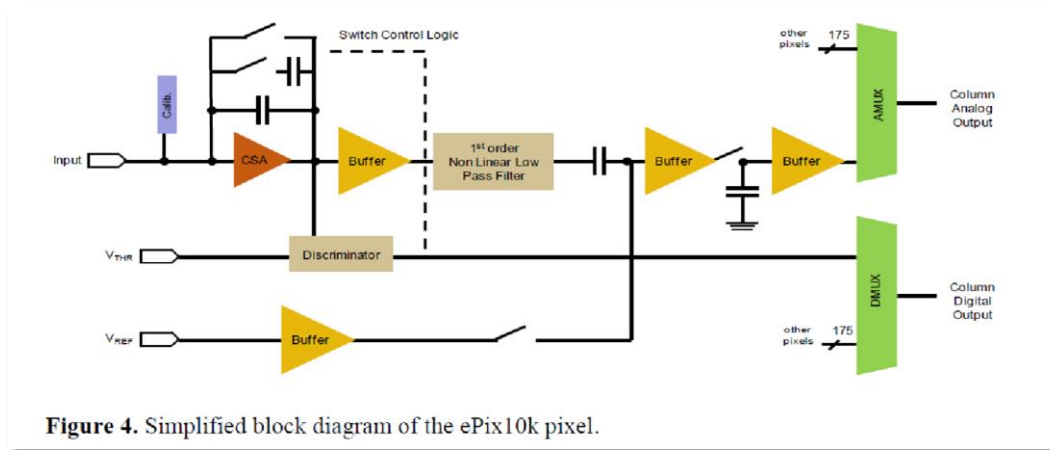 Switch Control Logic
other
pixels
175
Calib.
AMUX
Column
Analog
Output
Input
CSA
Buffer
1st order
Non Linear Low
Pass Filter
Buffer
Buffer
VTHR
Discriminator
DMUX
Column
Digital
Output
VREF
Buffer
other
pixels
175
Figure 4. Simplified block diagram of the ePix10k pixel.